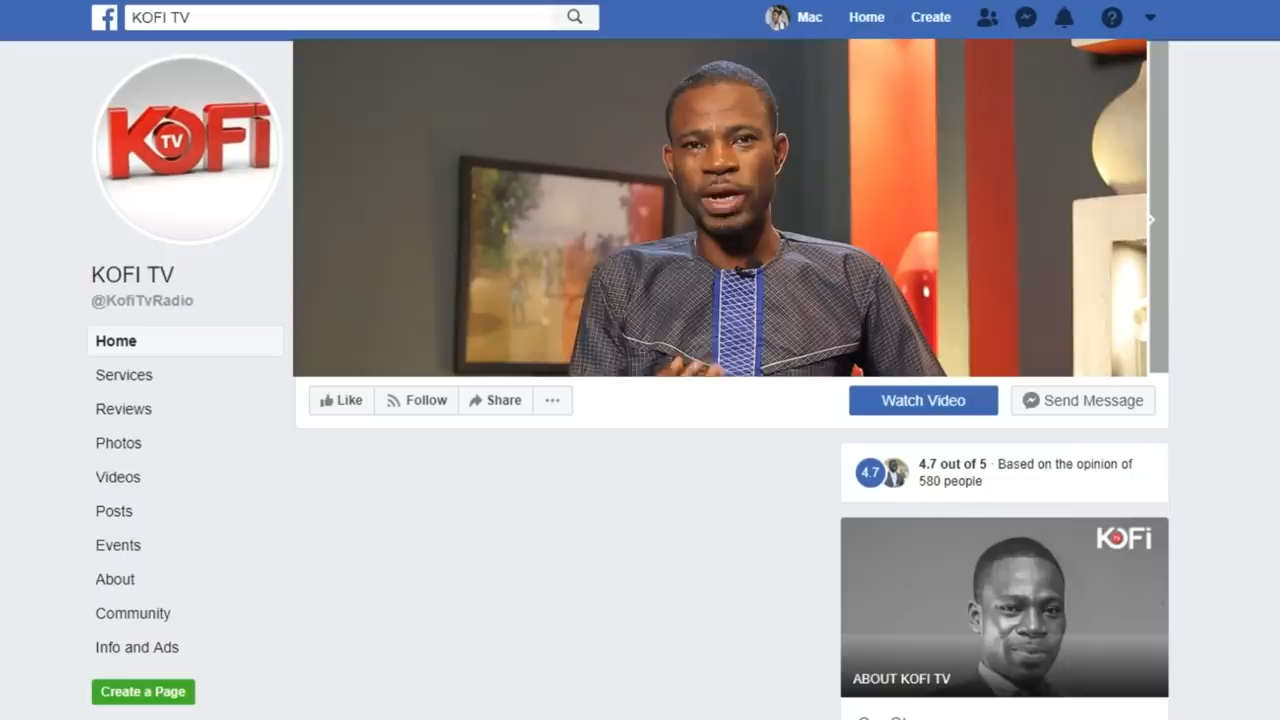 KOFI TV
Mac
Home
Create
KOFi
TV
KOFI TV
@KofiTvRadio
Home
Services
Reviews
Photos
Videos
Posts
Events
About
Community
Info and Ads
Create a Page
Like
Follow
Share
Watch Video
Send Message
4.7
4.7 out of 5 · Based on the opinion of
580 people
KOFi
TV
ABOUT KOFI TV